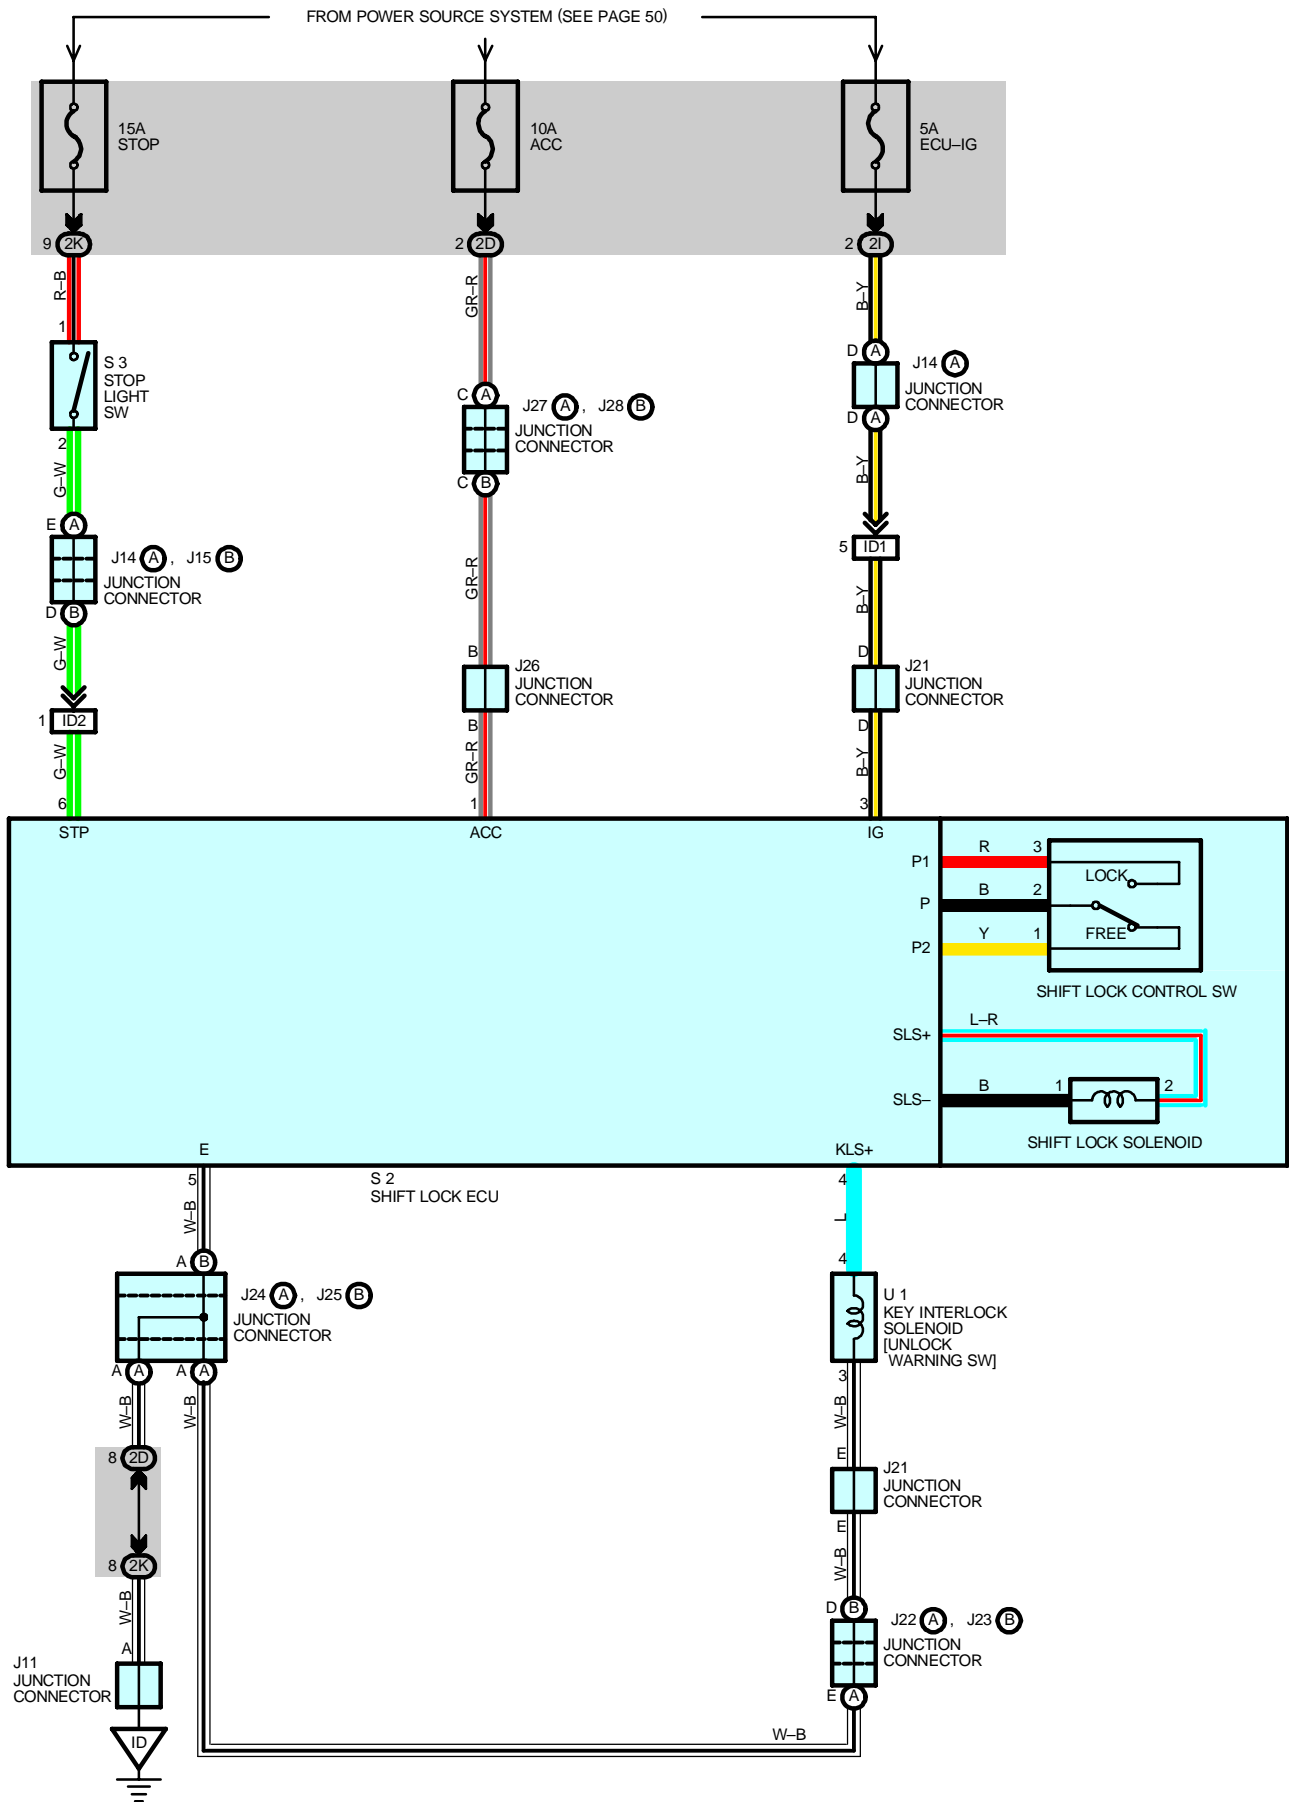 FROM POWER SOURCE SYSTEM (SEE PAGE 50)
15A
STOP
10A
ACC
5A
ECU–IG
9 2K
2 2D
2 2I
R–B
GR–R
B–Y
1
S 3
STOP
LIGHT
SW
2
D A
J14 A
JUNCTION
CONNECTOR
D A
C A
J27 A , J28 B
JUNCTION
CONNECTOR
C B
G–W
B–Y
E A
J14 A , J15 B
JUNCTION
CONNECTOR
D B
5 ID1
GR–R
B–Y
G–W
B
J26
JUNCTION
CONNECTOR
B
D
J21
JUNCTION
CONNECTOR
D
1 ID2
G–W
GR–R
B–Y
6
1
3
STP
ACC
IG
P1
R 3
LOCK
P
B 2
FREE
P2
Y 1
SHIFT LOCK CONTROL SW
SLS+
L–R
SLS–
B 1
2
SHIFT LOCK SOLENOID
E
KLS+
5
S 2
SHIFT LOCK ECU
4
W–B
L
4
A B
J24 A , J25 B
JUNCTION
CONNECTOR
A A
A A
U 1
KEY INTERLOCK
SOLENOID
[UNLOCK
WARNING SW]
3
W–B
W–B
W–B
8 2D
E
J21
JUNCTION
CONNECTOR
E
8 2K
W–B
W–B
D B
J22 A , J23 B
JUNCTION
CONNECTOR
E A
A
J11
JUNCTION
CONNECTOR
ID
W–B